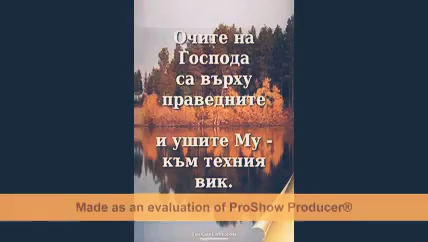 Очите на
Господа
са върху
праведните
и ушите Му -
към техния
вик.
Made as an evaluation of ProShow Producer®